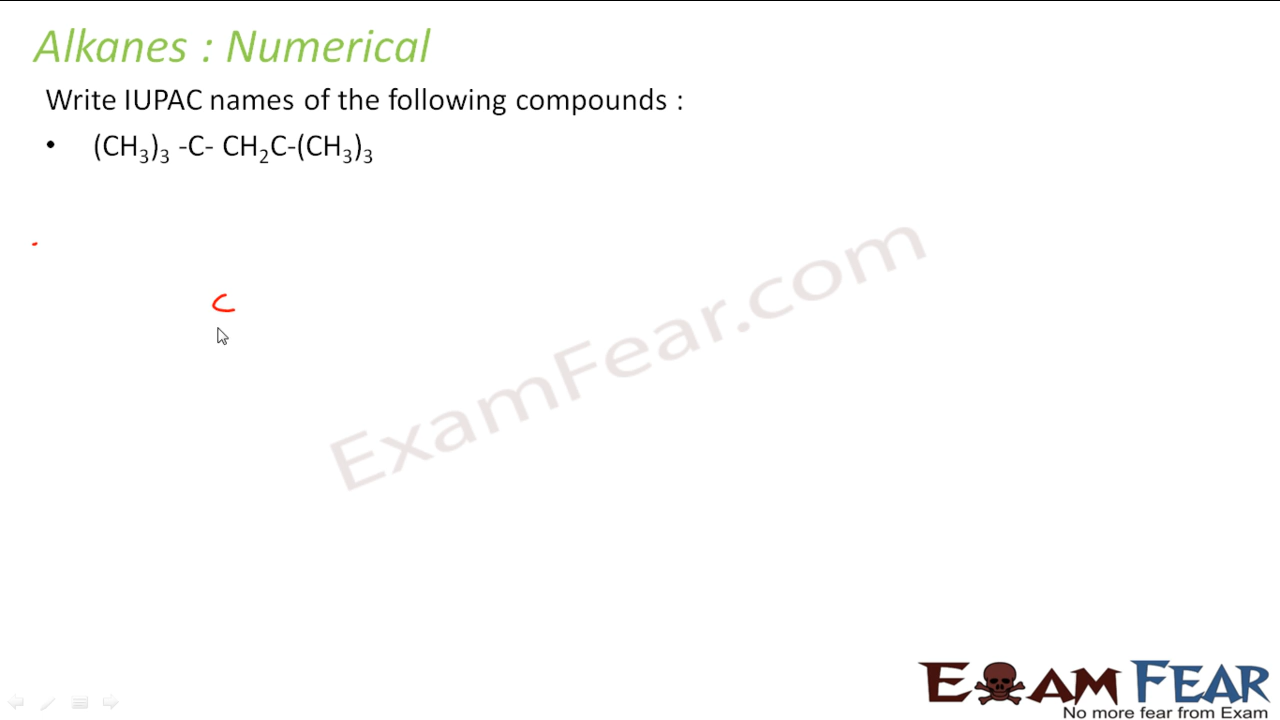 Alkanes : Numerical
Write IUPAC names of the following compounds :
• (CH₃)₃ -C- CH₂C-(CH₃)₃
C
ExamFear.com
EXAM FEAR
No more fear from Exam